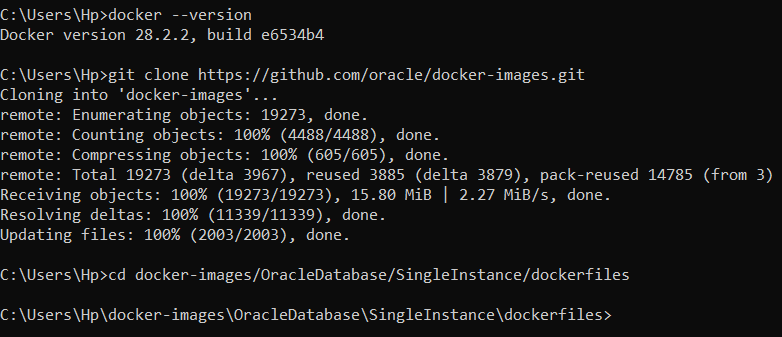 C:\Users\Hp>docker --version
Docker version 28.2.2, build e6534b4
C:\Users\Hp>git clone https://github.com/oracle/docker-images.git
Cloning into 'docker-images'...
remote: Enumerating objects: 19273, done.
remote: Counting objects: 100% (4488/4488), done.
remote: Compressing objects: 100% (605/605), done.
remote: Total 19273 (delta 3967), reused 3885 (delta 3879), pack-reused 14785 (from 3)
Receiving objects: 100% (19273/19273), 15.80 MiB | 2.27 MiB/s, done.
Resolving deltas: 100% (11339/11339), done.
Updating files: 100% (2003/2003), done.
C:\Users\Hp>cd docker-images/OracleDatabase/SingleInstance/dockerfiles
C:\Users\Hp\docker-images\OracleDatabase\SingleInstance\dockerfiles>